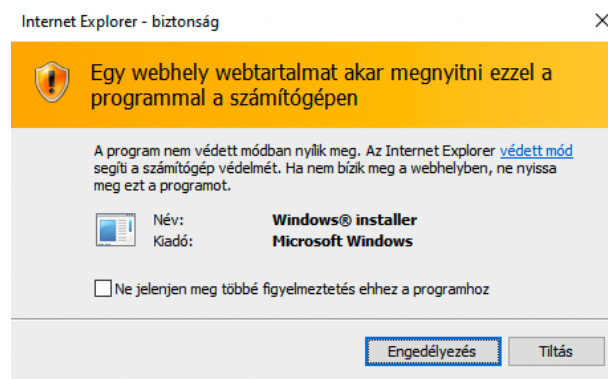 Internet Explorer - biztonság
Egy webhely webtartalmat akar megnyitni ezzel a
programmal a számítógépen
A program nem védett módban nyílik meg. Az Internet Explorer védett mód
segíti a számítógép védelmét. Ha nem bízik meg a webhelyben, ne nyissa
meg ezt a programot.
Név: Windows® installer
Kiadó: Microsoft Windows
Ne jelenjen meg többé figyelmeztetés ehhez a programhoz
Engedélyezés Tiltás